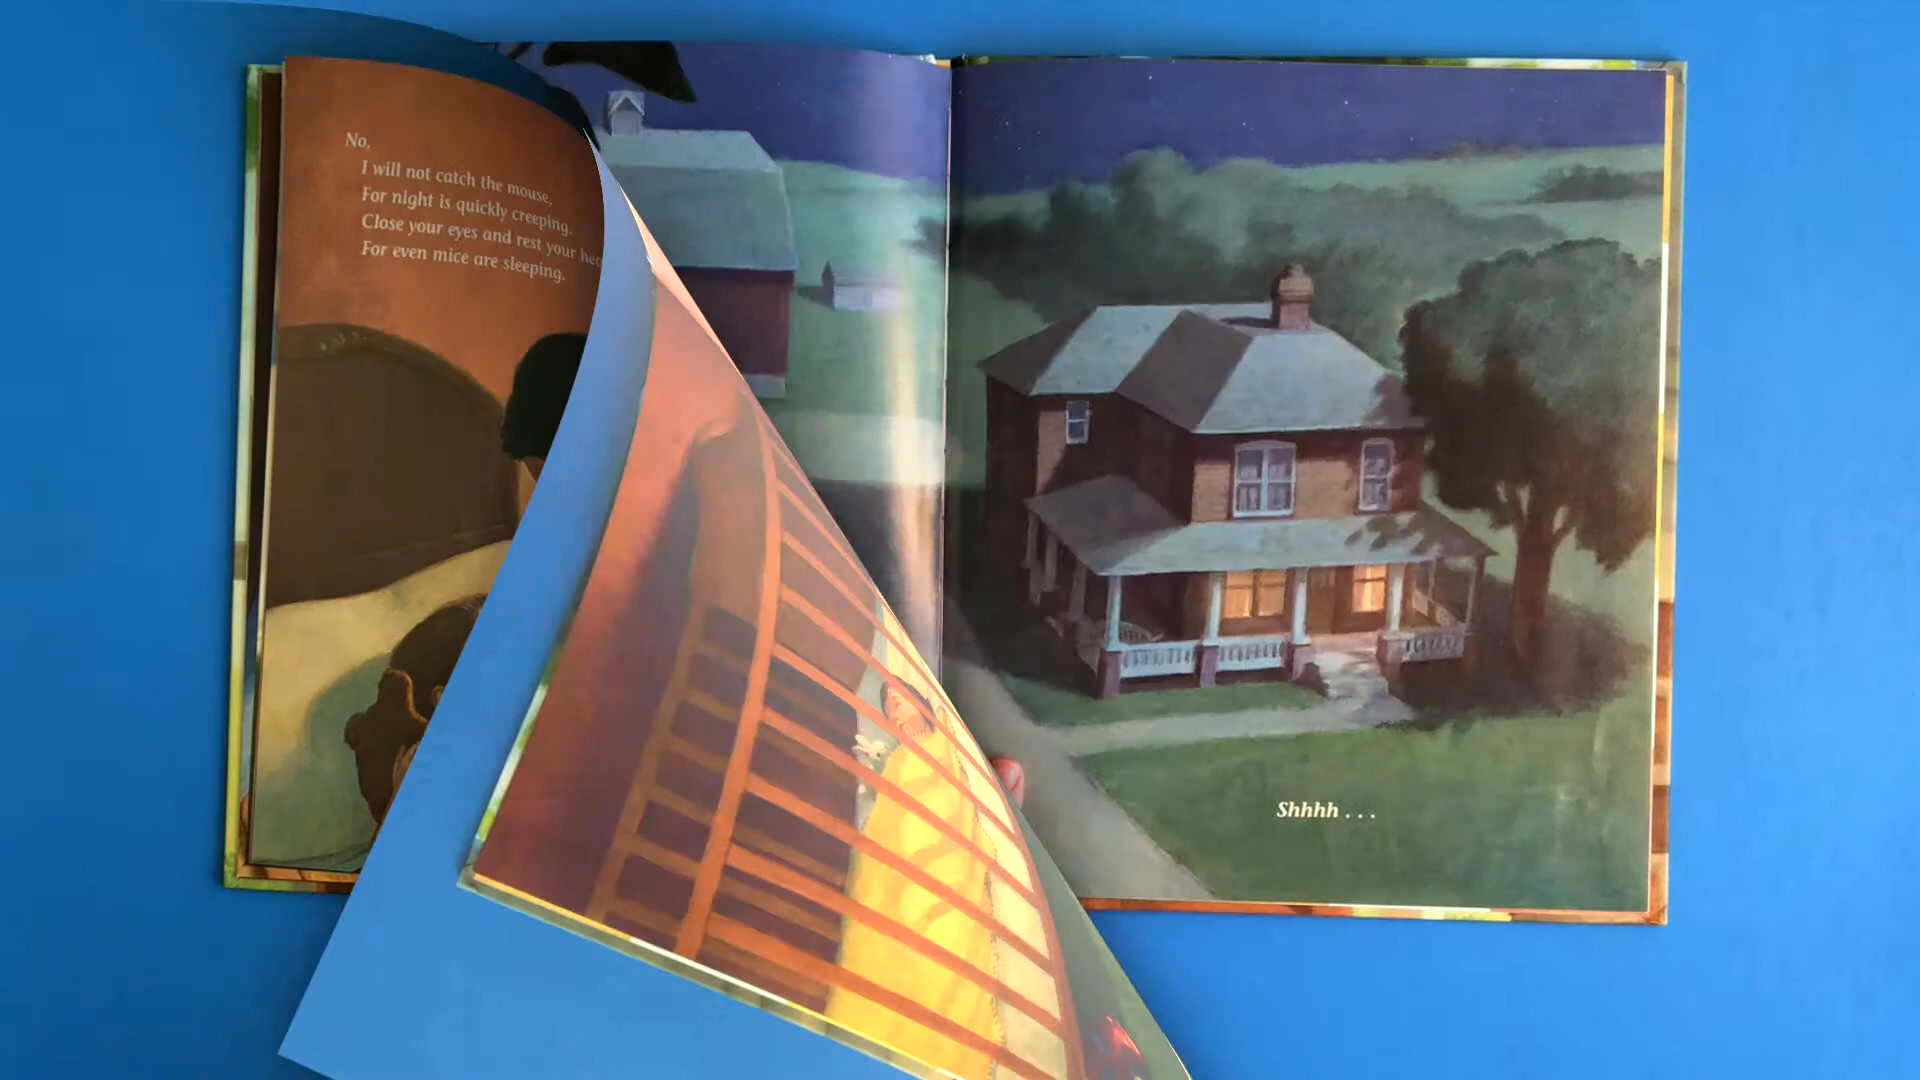 No,
I will not catch the mouse,
For night is quickly creeping.
Close your eyes and rest your hea
For even mice are sleeping.
Shhhh . . .